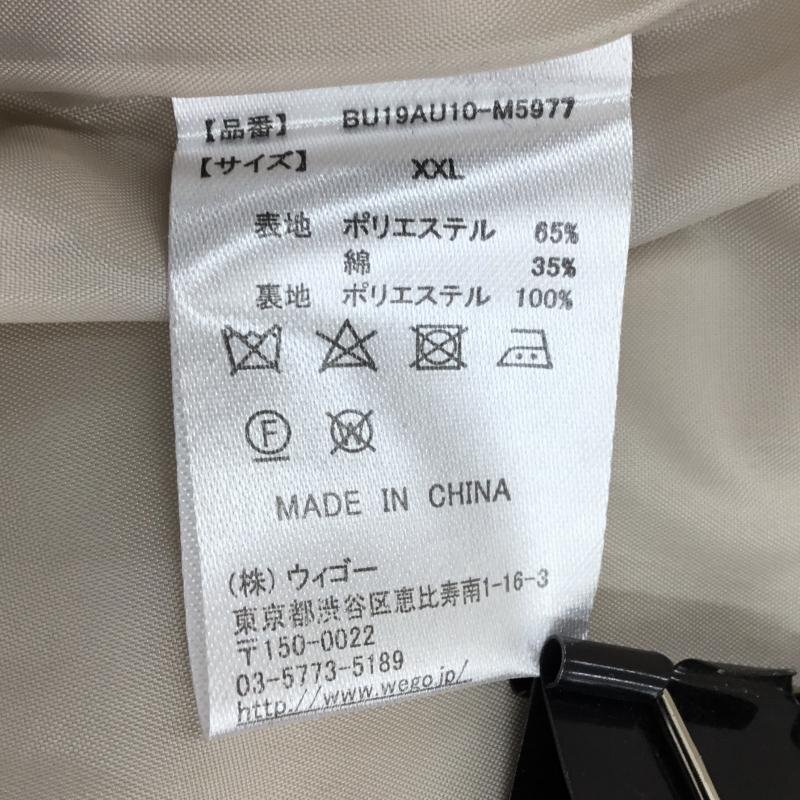 【品番】 BU19AU10-M5977
【サイズ】 XXL
表地 ポリエステル 65%
綿 35%
裏地 ポリエステル 100%
F W
MADE IN CHINA
(株)ウィゴー
東京都渋谷区恵比寿南1-16-3
〒150-0022
03-5773-5189
http://www.wego.jp/